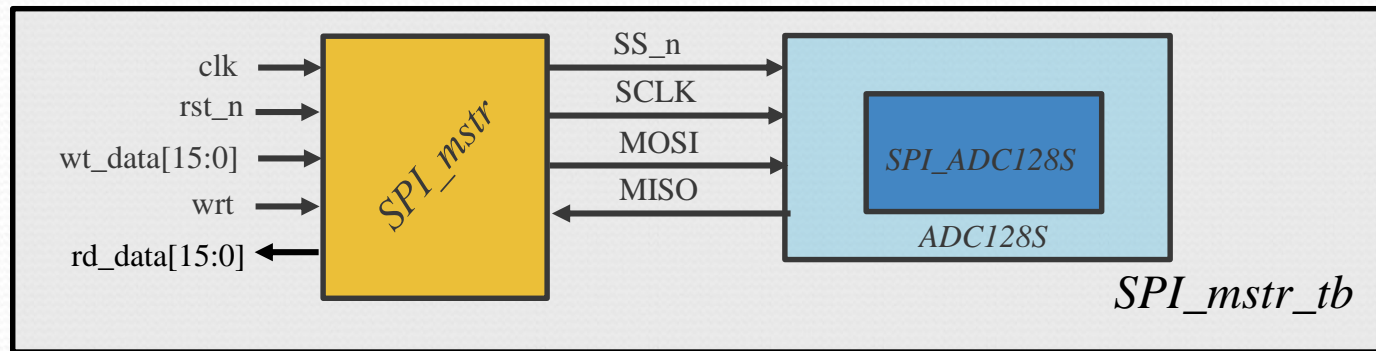 clk
rst_n
wt_data[15:0]
wrt
rd_data[15:0]
SPI_mstr
SS_n
SCLK
MOSI
MISO
SPI_ADC128S
ADC128S
SPI_mstr_tb